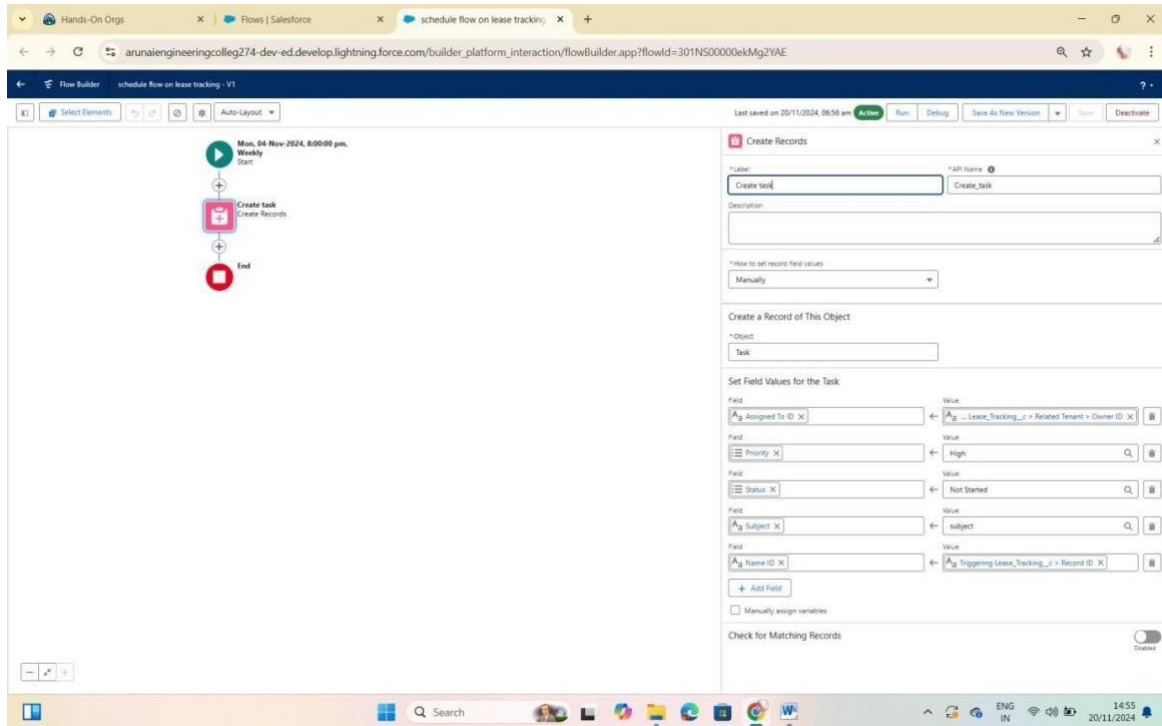 Hands-On Orgs
Flows | Salesforce
schedule flow on lease tracking
arunaiengineeringcolleg274-dev-ed.develop.lightning.force.com/builder_platform_interaction/flowBuilder.app?flowId=301NS00000ekMg2YAE
Flow Builder schedule flow on lease tracking - V1
?
Select Elements Auto-Layout Last saved on 20/11/2024, 06:56 am Active Run Debug Save As New Version Save Deactivate
Mon, 04-Nov-2024, 8:00:00 pm,
Weekly
Start
Create task
Create Records
End
Create Records
*Label *API Name
Create task Create_task
Description
*How to set record field values
Manually
Create a Record of This Object
*Object
Task
Set Field Values for the Task
Field Value
Aa Assigned To ID Aa ... Lease_Tracking__c > Related Tenant > Owner ID
Field Value
Priority High
Field Value
Status Not Started
Field Value
Aa Subject subject
Field Value
Aa Name ID Aa Triggering Lease_Tracking__c > Record ID
+ Add Field
Manually assign variables
Check for Matching Records
Disabled
Search
ENG
IN
14:55
20/11/2024